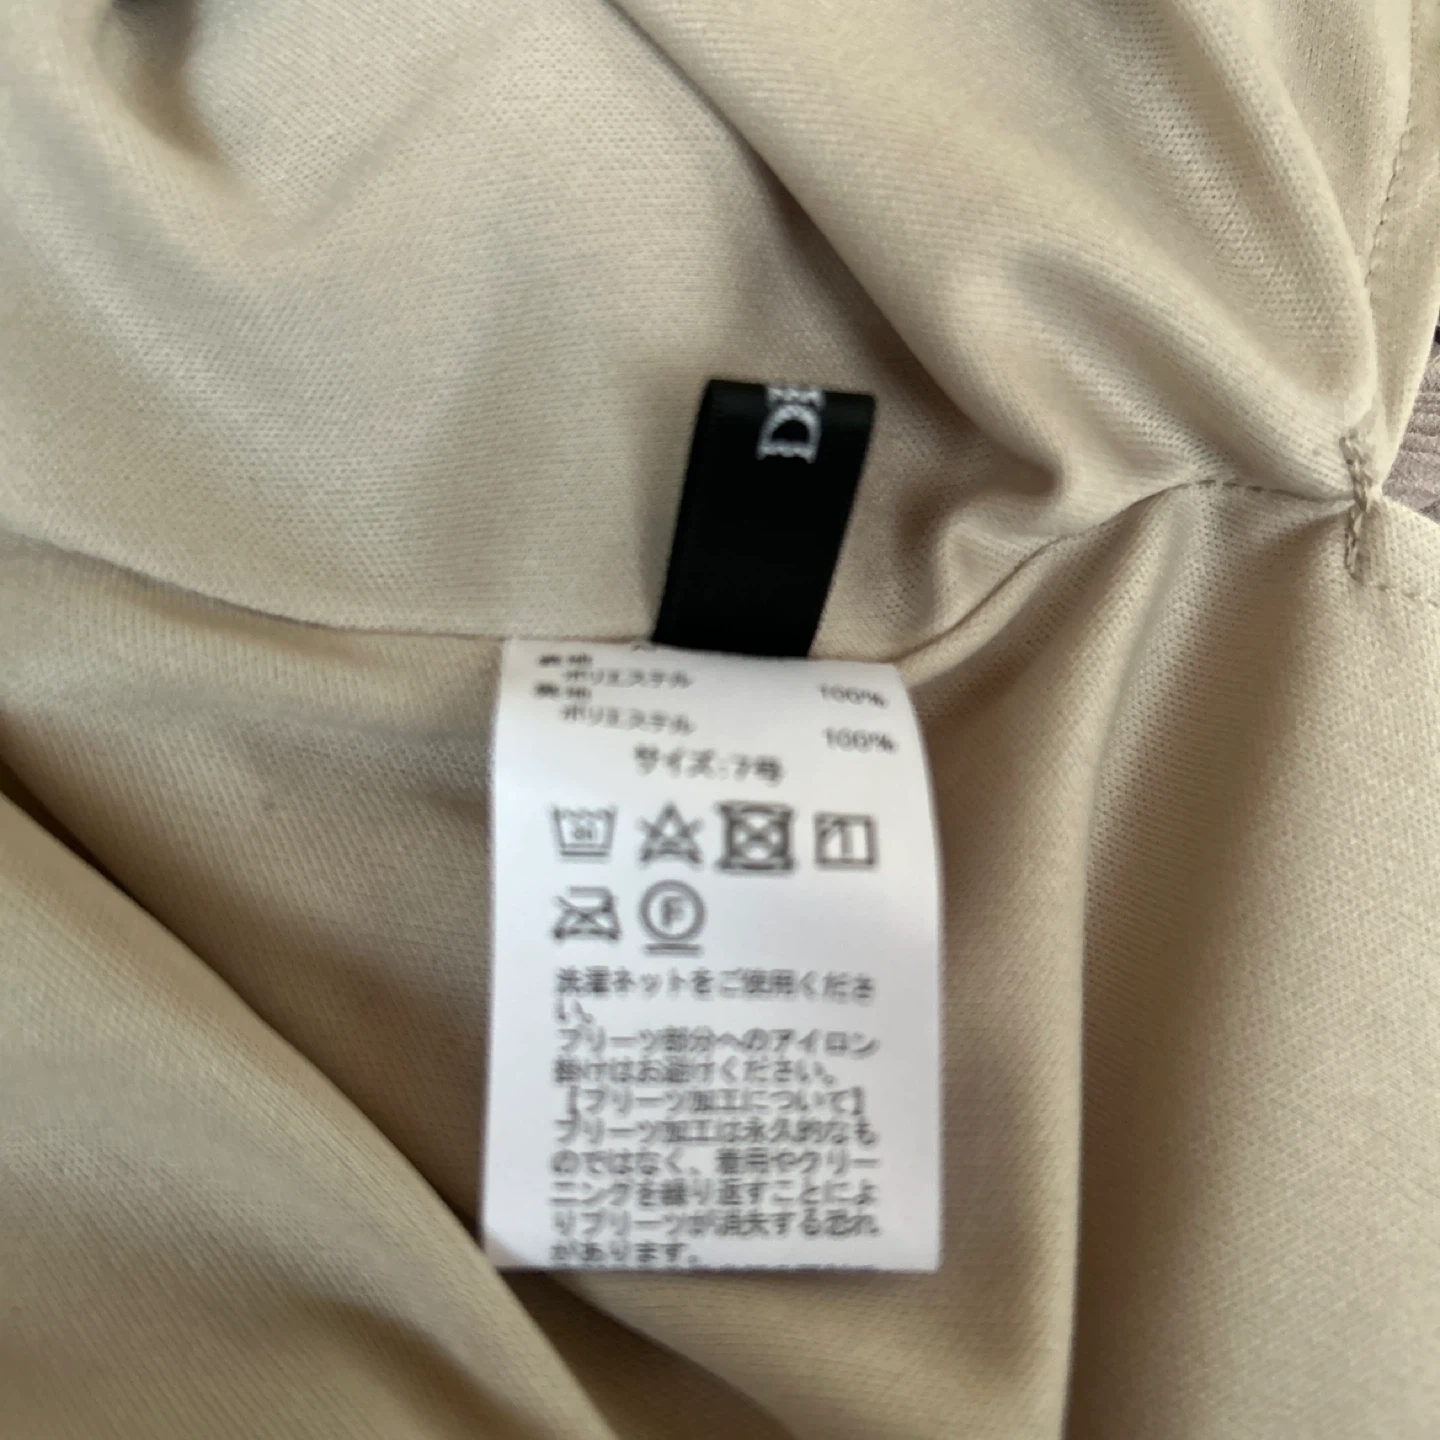 D
表地
ポリエステル 100%
裏地
ポリエステル 100%
サイズ:7号
30
F
洗濯ネットをご使用くださ
い。
プリーツ部分へのアイロン
掛けはお避けください。
【プリーツ加工について】
プリーツ加工は永久的なも
のではなく、着用やクリー
ニングを繰り返すことによ
りプリーツが消失する恐れ
があります。